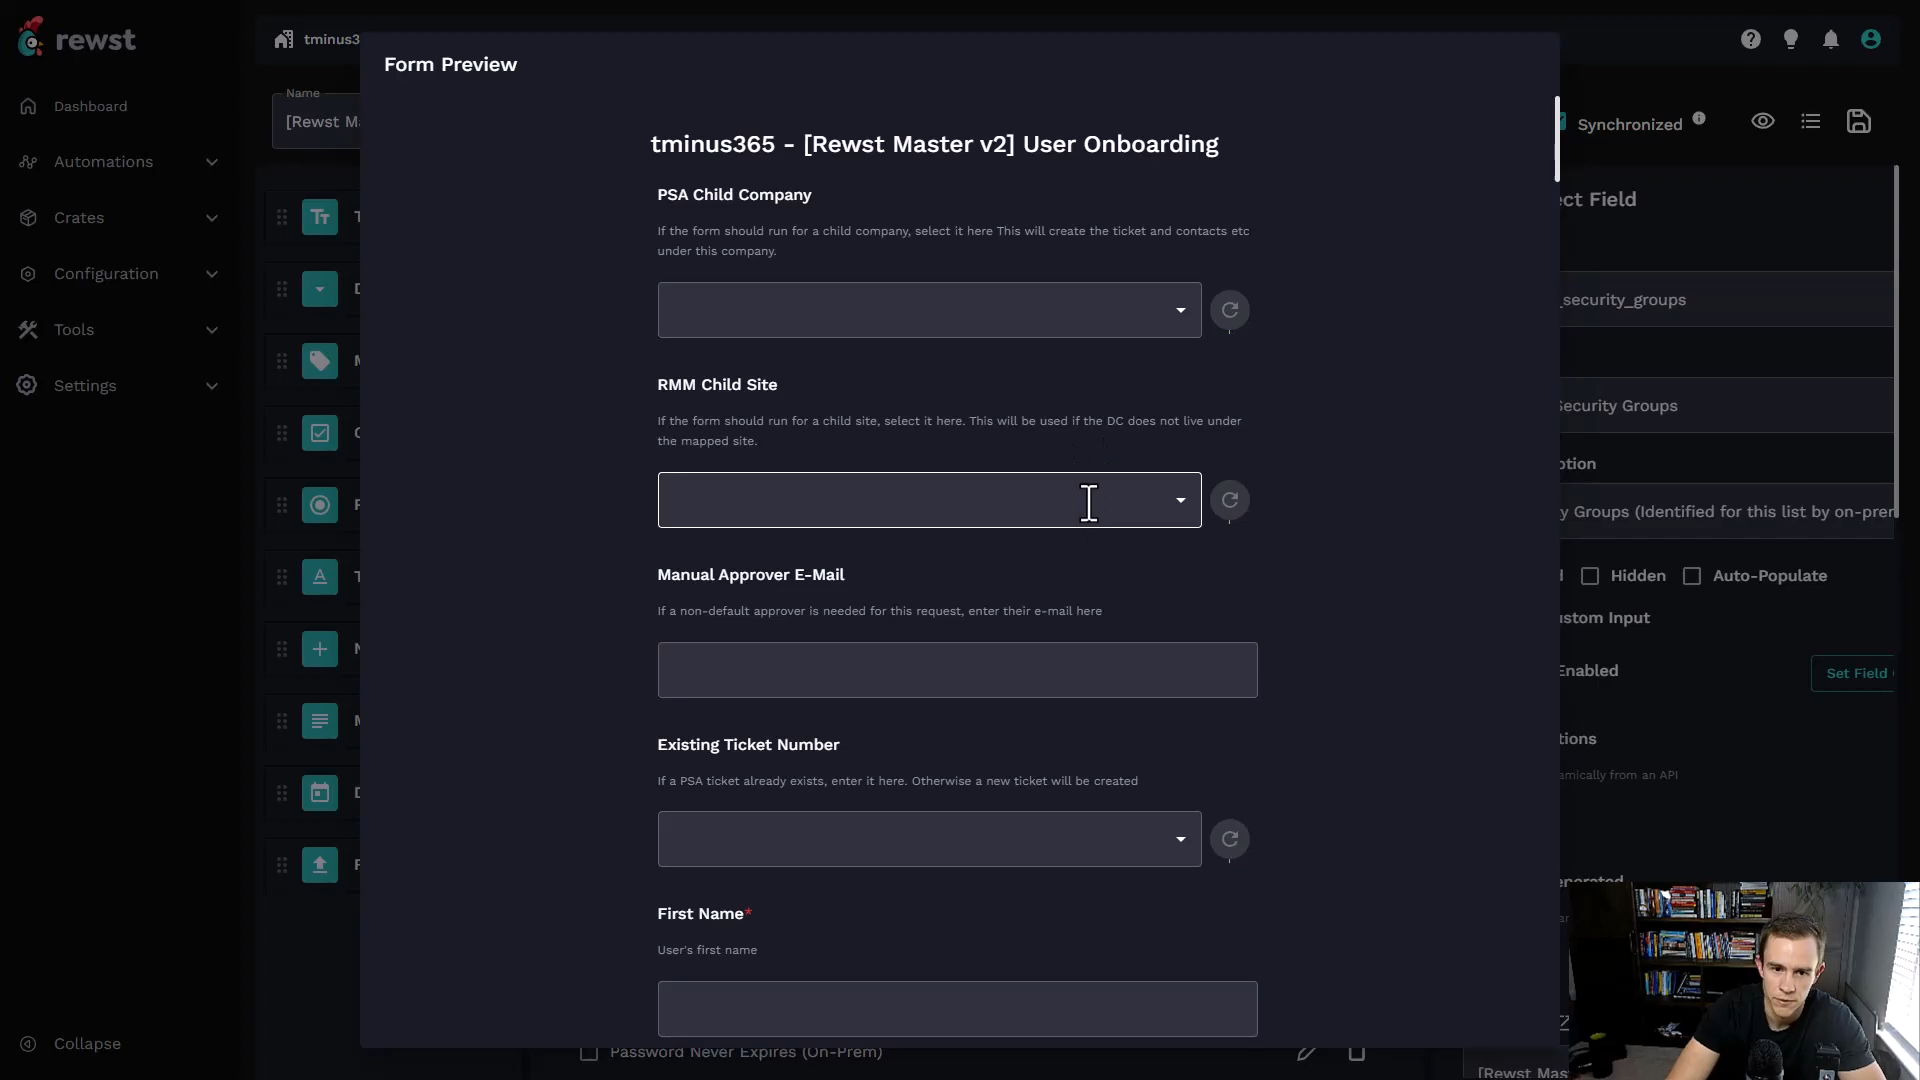 rewst
tminus3
Form Preview
Name
[Rewst Ma
Synchronized
Dashboard
Automations
Crates
Configuration
Tools
Settings
Collapse
tminus365 - [Rewst Master v2] User Onboarding
PSA Child Company
If the form should run for a child company, select it here This will create the ticket and contacts etc
under this company.
RMM Child Site
If the form should run for a child site, select it here. This will be used if the DC does not live under
the mapped site.
Manual Approver E-Mail
If a non-default approver is needed for this request, enter their e-mail here
Existing Ticket Number
If a PSA ticket already exists, enter it here. Otherwise a new ticket will be created
First Name*
User's first name
Password Never Expires (On-Prem)
ect Field
_security_groups
Security Groups
ption
y Groups (Identified for this list by on-prem
Hidden
Auto-Populate
ustom Input
Enabled
Set Field
tions
amically from an API
[Rewst Mas